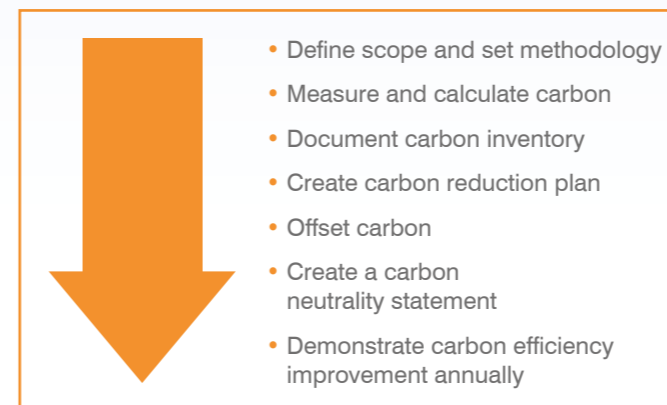 • Define scope and set methodology
• Measure and calculate carbon
• Document carbon inventory
• Create carbon reduction plan
• Offset carbon
• Create a carbon
neutrality statement
• Demonstrate carbon efficiency
improvement annually